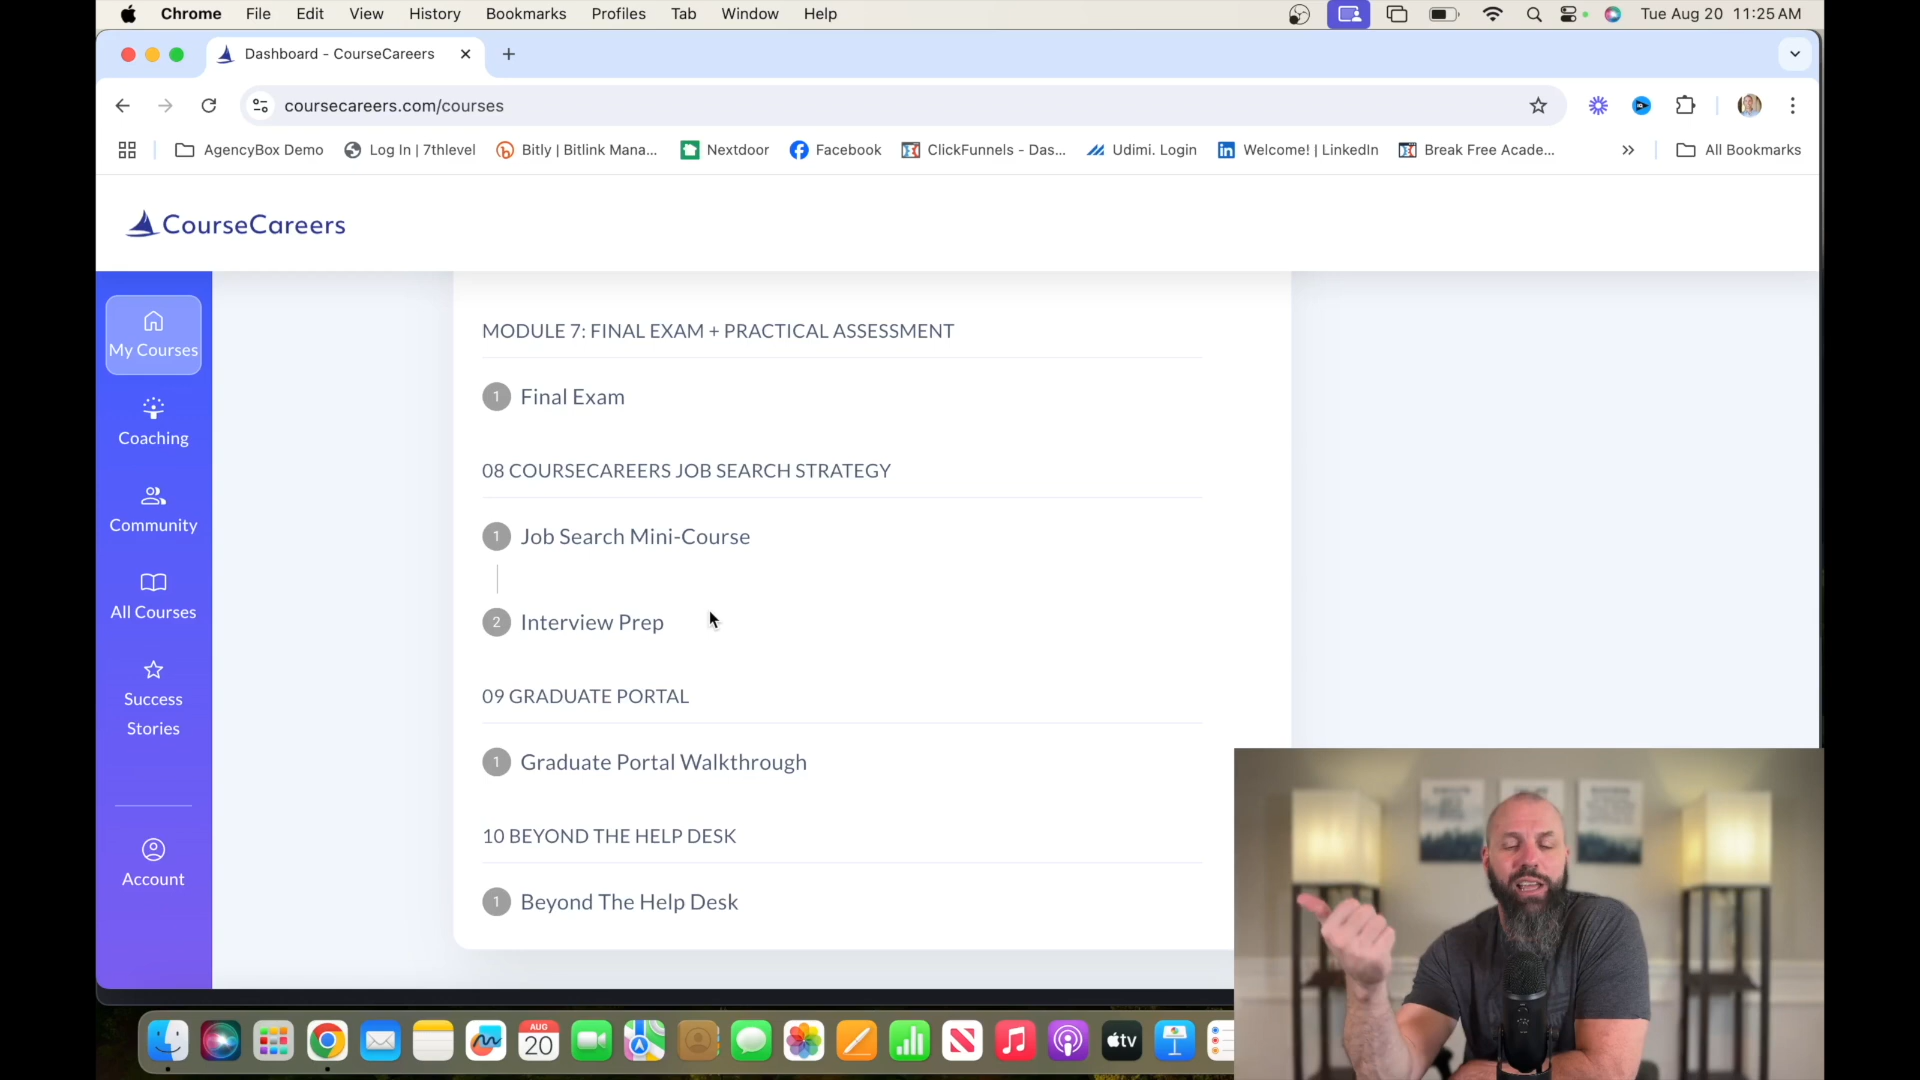 Chrome File Edit View History Bookmarks Profiles Tab Window Help Tue Aug 20 11:25 AM
Dashboard - CourseCareers
coursecareers.com/courses
AgencyBox Demo Log In | 7thlevel Bitly | Bitlink Mana... Nextdoor Facebook ClickFunnels - Das... Udimi. Login Welcome! | LinkedIn Break Free Acade... All Bookmarks
CourseCareers
My Courses
Coaching
Community
All Courses
Success
Stories
Account
MODULE 7: FINAL EXAM + PRACTICAL ASSESSMENT
1 Final Exam
08 COURSECAREERS JOB SEARCH STRATEGY
1 Job Search Mini-Course
2 Interview Prep
09 GRADUATE PORTAL
1 Graduate Portal Walkthrough
10 BEYOND THE HELP DESK
1 Beyond The Help Desk
AUG
20
tv